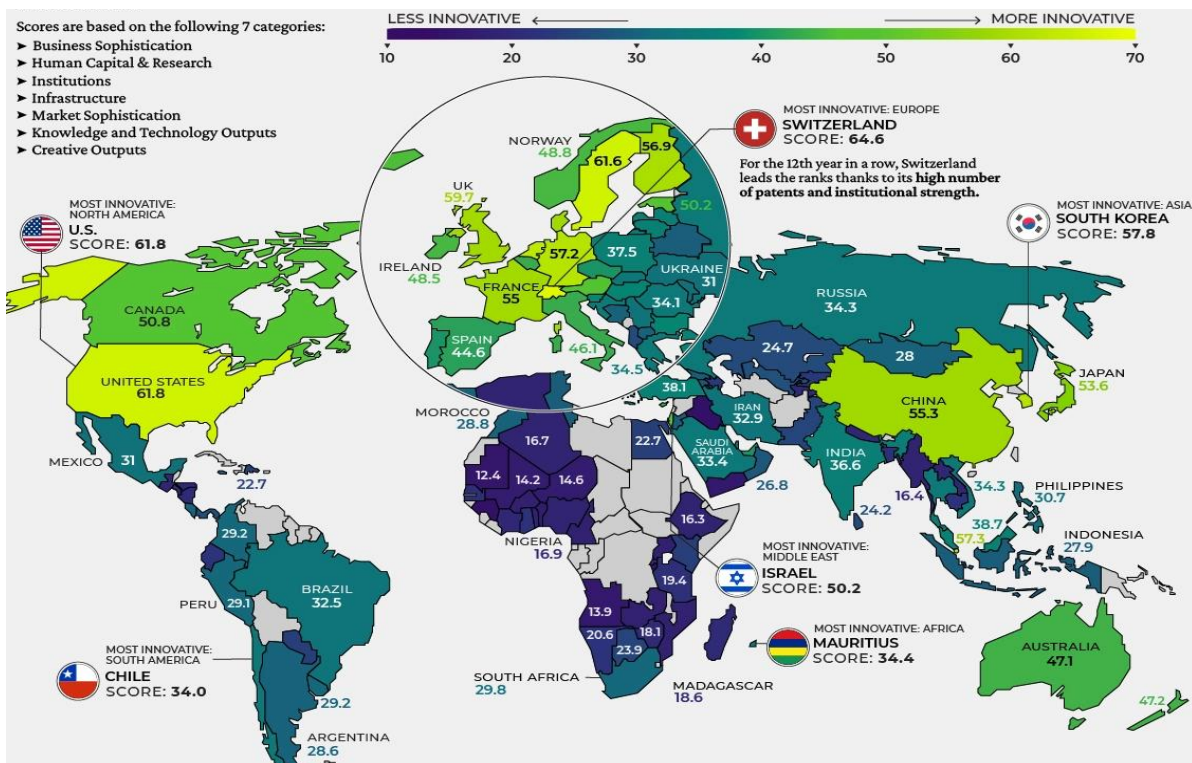 Scores are based on the following 7 categories:
➤ Business Sophistication
➤ Human Capital & Research
➤ Institutions
➤ Infrastructure
➤ Market Sophistication
➤ Knowledge and Technology Outputs
➤ Creative Outputs
LESS INNOVATIVE
MORE INNOVATIVE
10 20 30 40 50 60 70
MOST INNOVATIVE: EUROPE
SWITZERLAND
SCORE: 64.6
For the 12th year in a row, Switzerland
leads the ranks thanks to its high number
of patents and institutional strength.
MOST INNOVATIVE:
NORTH AMERICA
U.S.
SCORE: 61.8
MOST INNOVATIVE: ASIA
SOUTH KOREA
SCORE: 57.8
NORWAY
48.8
61.6
56.9
UK
59.7
50.2
IRELAND
48.5
57.2
37.5
UKRAINE
31
FRANCE
55
34.1
SPAIN
44.6
46.1
34.5
CANADA
50.8
UNITED STATES
61.8
MEXICO
31
22.7
RUSSIA
34.3
24.7
28
CHINA
55.3
JAPAN
53.6
38.1
IRAN
32.9
SAUDI
ARABIA
33.4
26.8
INDIA
36.6
24.2
16.4
34.3
38.7
57.3
PHILIPPINES
30.7
INDONESIA
27.9
MOROCCO
28.8
16.7
22.7
12.4
14.2
14.6
NIGERIA
16.9
16.3
19.4
13.9
20.6
18.1
23.9
SOUTH AFRICA
29.8
MADAGASCAR
18.6
MOST INNOVATIVE:
MIDDLE EAST
ISRAEL
SCORE: 50.2
MOST INNOVATIVE: AFRICA
MAURITIUS
SCORE: 34.4
29.2
BRAZIL
32.5
PERU
29.1
MOST INNOVATIVE:
SOUTH AMERICA
CHILE
SCORE: 34.0
29.2
ARGENTINA
28.6
AUSTRALIA
47.1
47.2